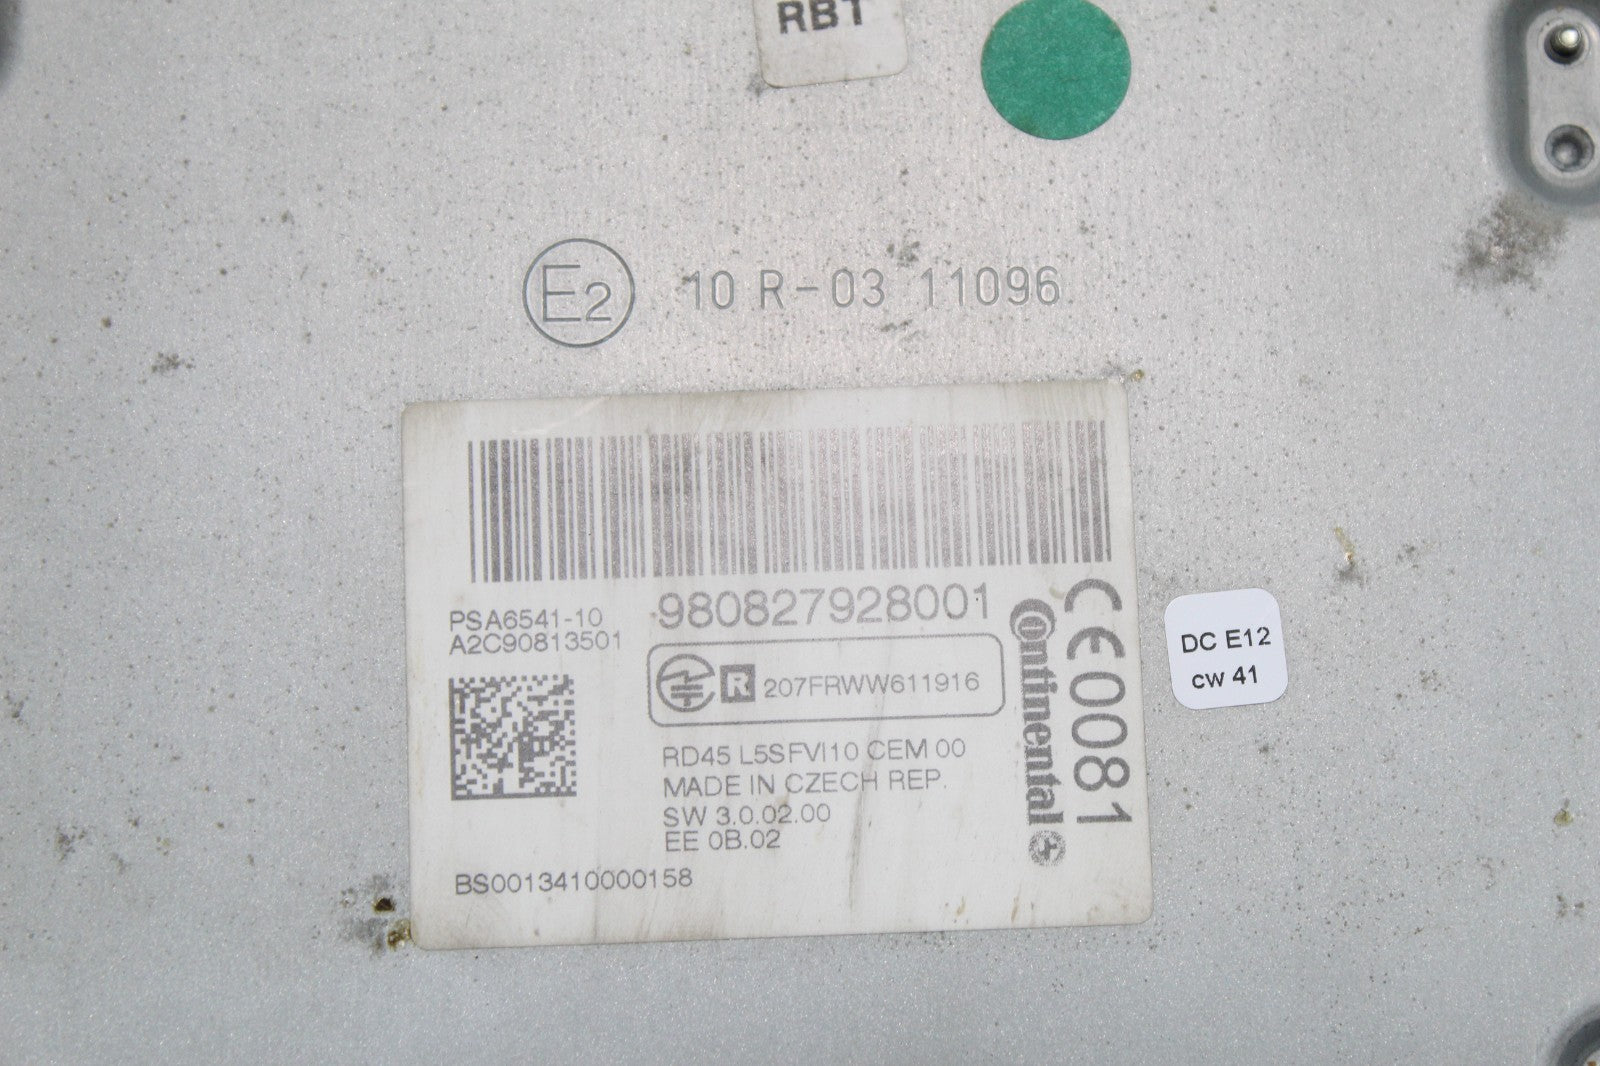 RBT
E2 10 R-03 11096
PSA6541-10
A2C90813501
980827928001
R 207FRWW611916
RD45 L5SFVI10 CEM 00
MADE IN CZECH REP.
SW 3.0.02.00
EE 0B.02
BS0013410000158
Continental
CE0081
DC E12
cw 41